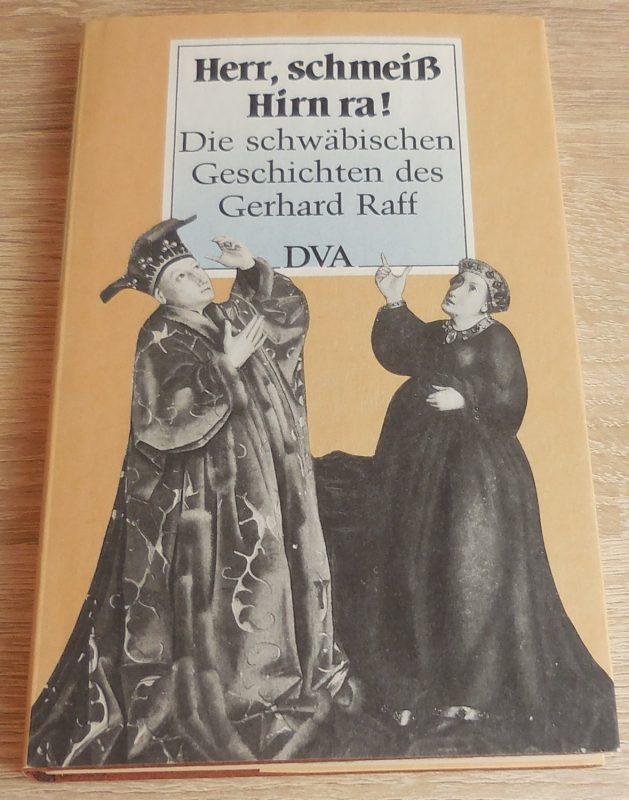 Herr, schmeiß
Hirn ra!
Die schwäbischen
Geschichten des
Gerhard Raff
DVA